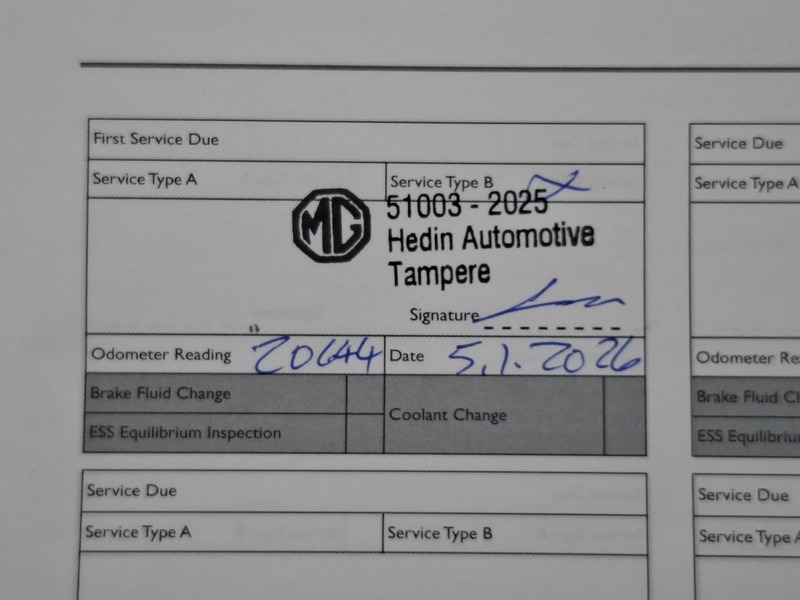 First Service Due
Service Type A
Service Type B X
MG
51003 - 2025
Hedin Automotive
Tampere
Signature
Odometer Reading 20644
Date 5.1.2026
Brake Fluid Change
ESS Equilibrium Inspection
Coolant Change
Service Due
Service Type A
Service Type B
Service Due
Service Type A
Odometer Re
Brake Fluid Ch
ESS Equilibriu
Service Due
Service Type A